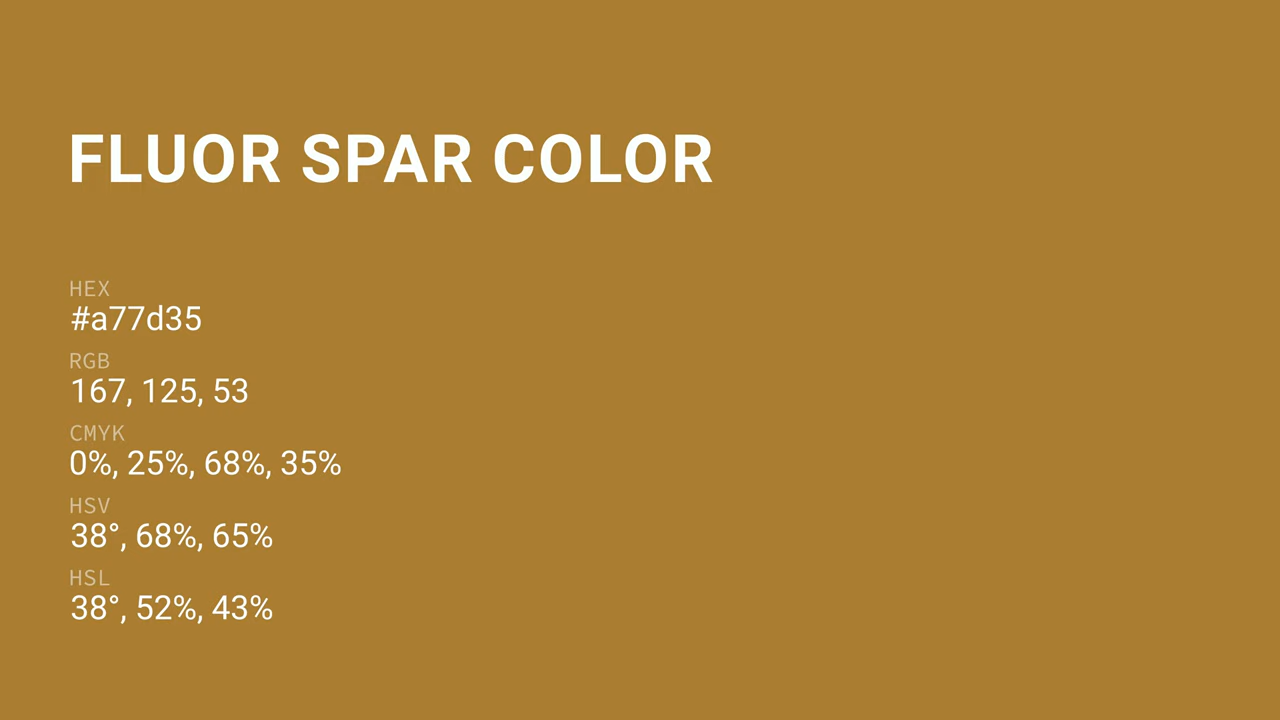 FLUOR SPAR COLOR
HEX
#a77d35
RGB
167, 125, 53
CMYK
0%, 25%, 68%, 35%
HSV
38°, 68%, 65%
HSL
38°, 52%, 43%